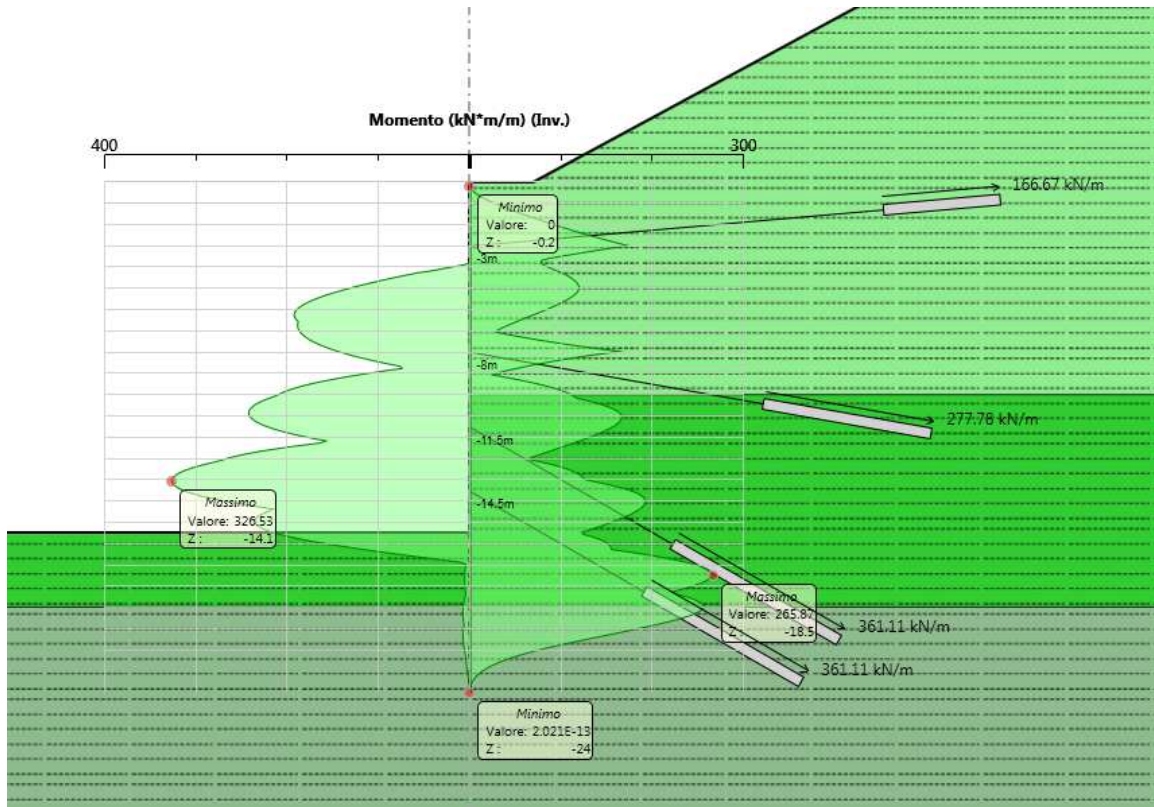 Momento (kN*m/m) (Inv.)
400
300
166.67 kN/m
Minimo
Valore: 0
Z : -0.2
-3m
-8m
277.78 kN/m
-11.5m
-14.5m
Massimo
Valore: 326.53
Z : -14.1
Massimo
Valore: 265.87
Z : -18.5
361.11 kN/m
361.11 kN/m
Minimo
Valore: 2.021E-13
Z : -24